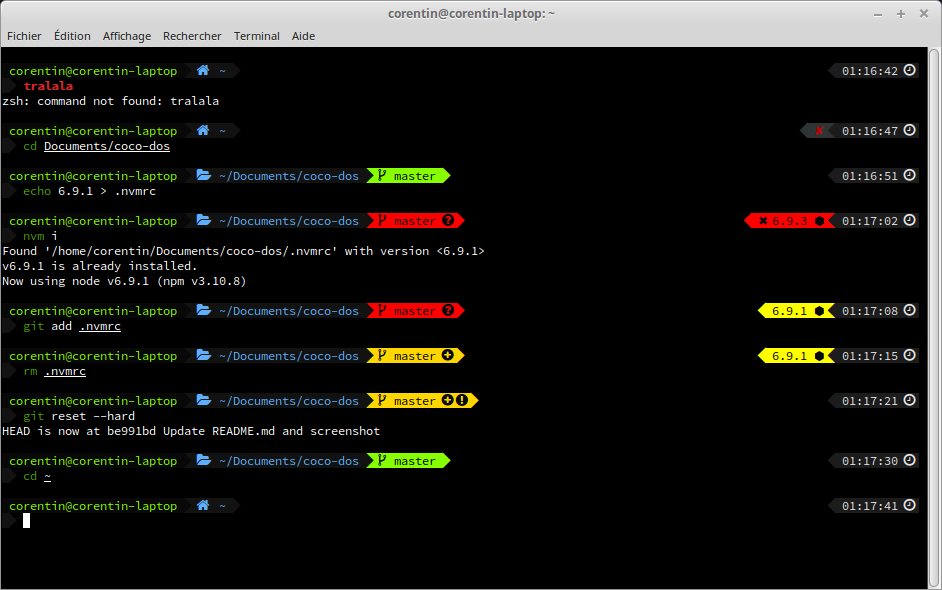 corentin@corentin-laptop: ~
Fichier Édition Affichage Rechercher Terminal Aide
corentin@corentin-laptop ~ 01:16:42
tralala
zsh: command not found: tralala
corentin@corentin-laptop ~ ✘ 01:16:47
cd Documents/coco-dos
corentin@corentin-laptop ~/Documents/coco-dos master 01:16:51
echo 6.9.1 > .nvmrc
corentin@corentin-laptop ~/Documents/coco-dos master ? ✖ 6.9.3 ⬢ 01:17:02
nvm i
Found '/home/corentin/Documents/coco-dos/.nvmrc' with version <6.9.1>
v6.9.1 is already installed.
Now using node v6.9.1 (npm v3.10.8)
corentin@corentin-laptop ~/Documents/coco-dos master ? 6.9.1 ⬢ 01:17:08
git add .nvmrc
corentin@corentin-laptop ~/Documents/coco-dos master + 6.9.1 ⬢ 01:17:15
rm .nvmrc
corentin@corentin-laptop ~/Documents/coco-dos master + ! 01:17:21
git reset --hard
HEAD is now at be991bd Update README.md and screenshot
corentin@corentin-laptop ~/Documents/coco-dos master 01:17:30
cd ~
corentin@corentin-laptop ~ 01:17:41